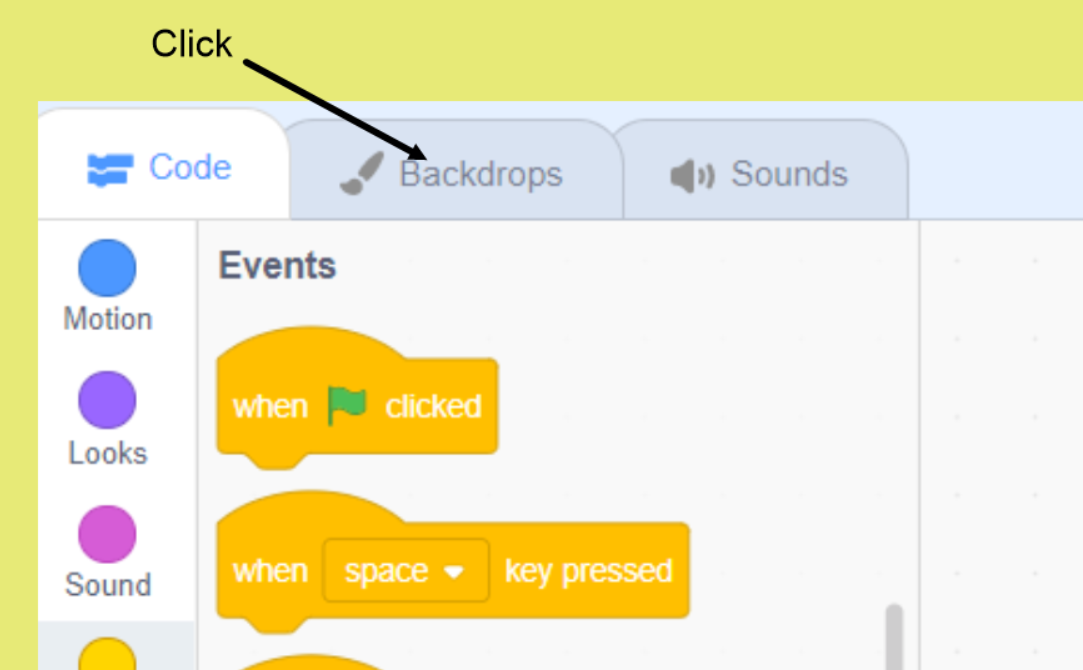 Click
Code
Backdrops
Sounds
Motion
Looks
Sound
Events
when clicked
when space key pressed